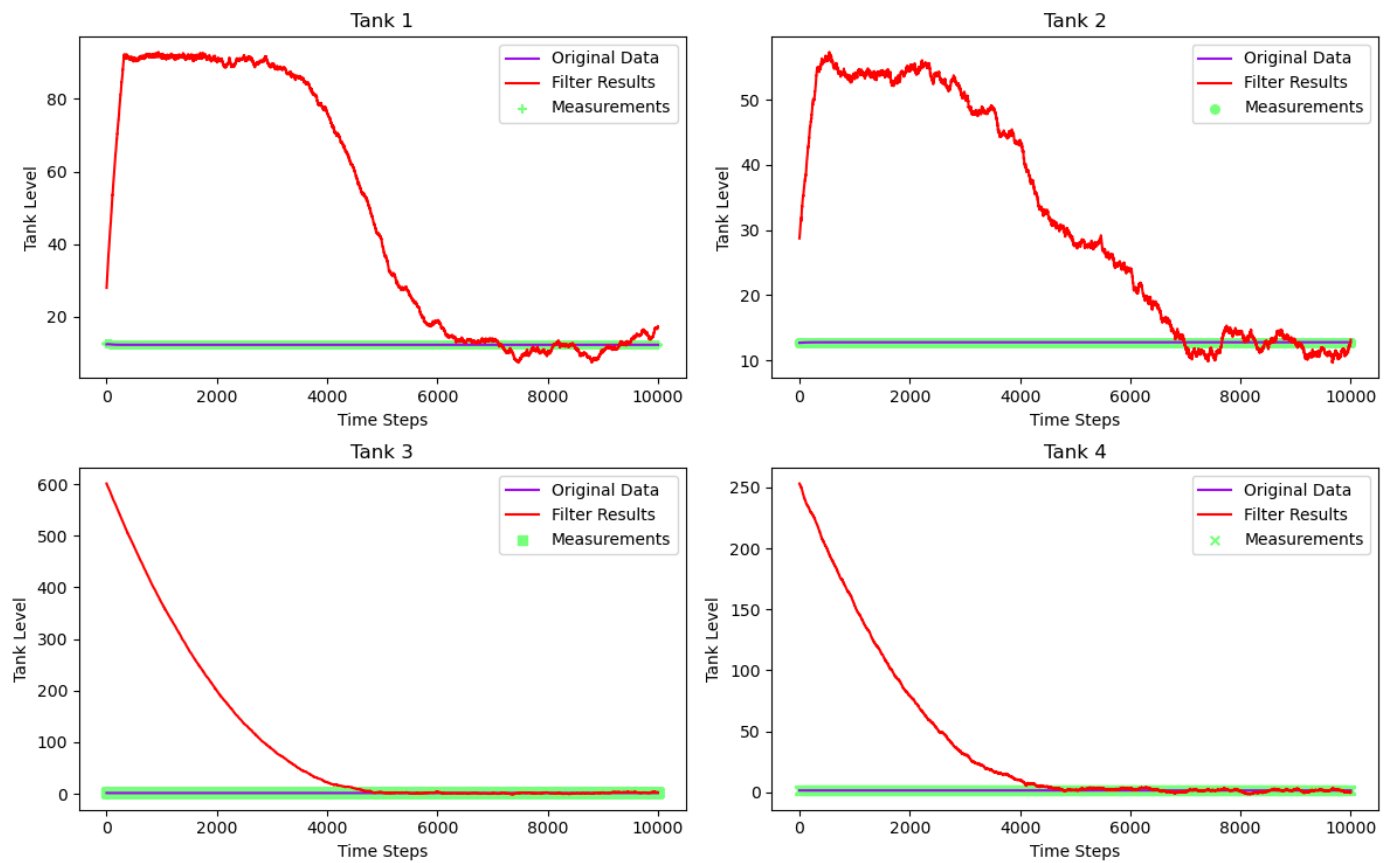 Tank 1
Tank Level
80
60
40
20
Original Data
Filter Results
Measurements
0
2000
4000
6000
8000
10000
Time Steps
Tank 2
Tank Level
50
40
30
20
10
Original Data
Filter Results
Measurements
0
2000
4000
6000
8000
10000
Time Steps
Tank 3
Tank Level
600
500
400
300
200
100
0
Original Data
Filter Results
Measurements
0
2000
4000
6000
8000
10000
Time Steps
Tank 4
Tank Level
250
200
150
100
50
0
Original Data
Filter Results
Measurements
0
2000
4000
6000
8000
10000
Time Steps